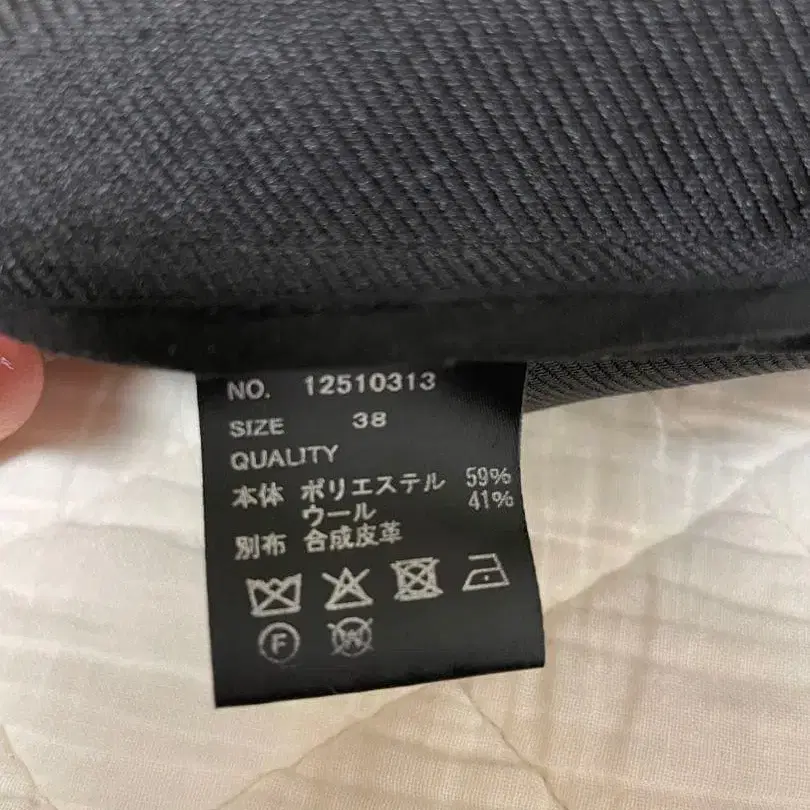 NO. 12510313
SIZE 38
QUALITY
本体 ポリエステル 59%
ウール 41%
別布 合成皮革
F
W